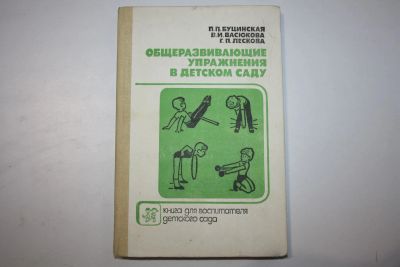 П.П.БУЦИНСКАЯ
В.И.ВАСЮКОВА
Г.П.ЛЕСКОВА
ОБЩЕРАЗВИВАЮЩИЕ
УПРАЖНЕНИЯ
В ДЕТСКОМ САДУ
книга для воспитателя
детского сада